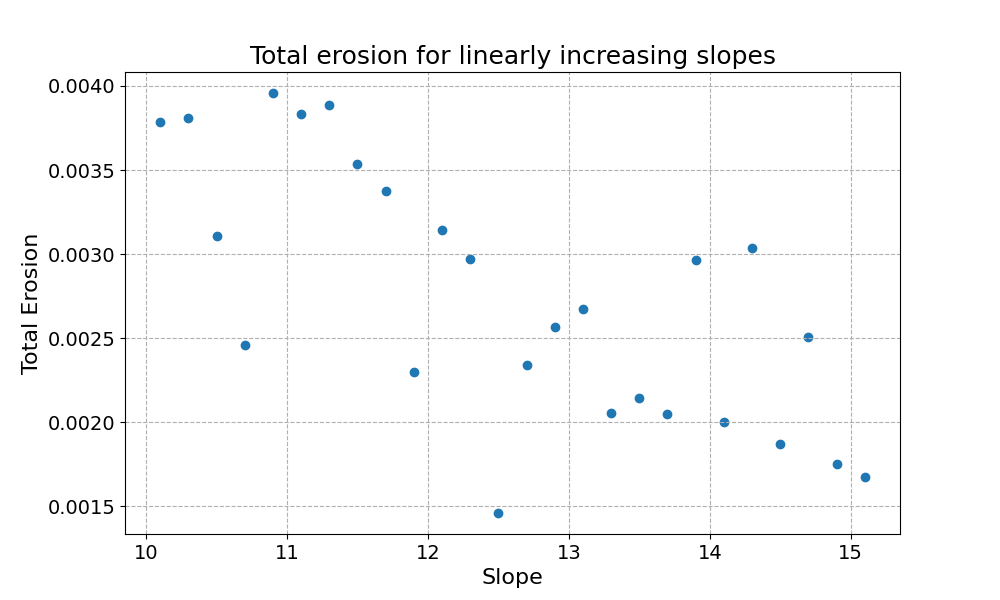 Total erosion for linearly increasing slopes
Total Erosion
0.0040
0.0035
0.0030
0.0025
0.0020
0.0015
10 11 12 13 14 15
Slope